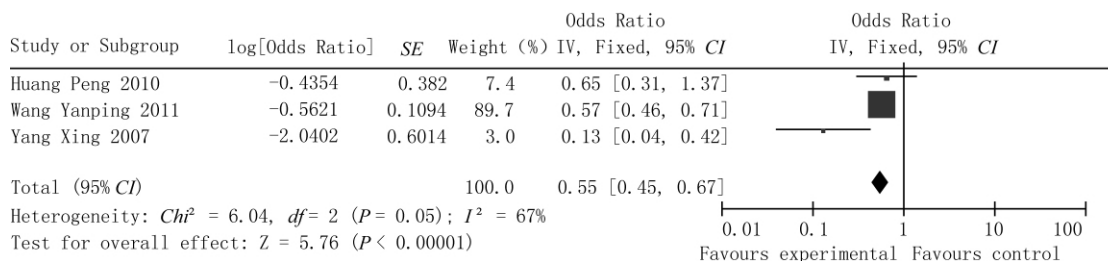 Odds Ratio Odds Ratio
Study or Subgroup log[Odds Ratio] SE Weight (%) IV, Fixed, 95% CI IV, Fixed, 95% CI
Huang Peng 2010 -0.4354 0.382 7.4 0.65 [0.31, 1.37]
Wang Yanping 2011 -0.5621 0.1094 89.7 0.57 [0.46, 0.71]
Yang Xing 2007 -2.0402 0.6014 3.0 0.13 [0.04, 0.42]
Total (95% CI) 100.0 0.55 [0.45, 0.67]
Heterogeneity: Chi² = 6.04, df = 2 (P = 0.05); I² = 67%
Test for overall effect: Z = 5.76 (P < 0.00001)
0.01 0.1 1 10 100
Favours experimental Favours control